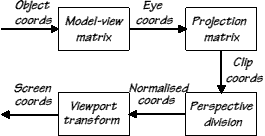 Object
coords
Model-view
matrix
Eye
coords
Projection
matrix
Clip
coords
Screen
coords
Viewport
transform
Normalised
coords
Perspective
division